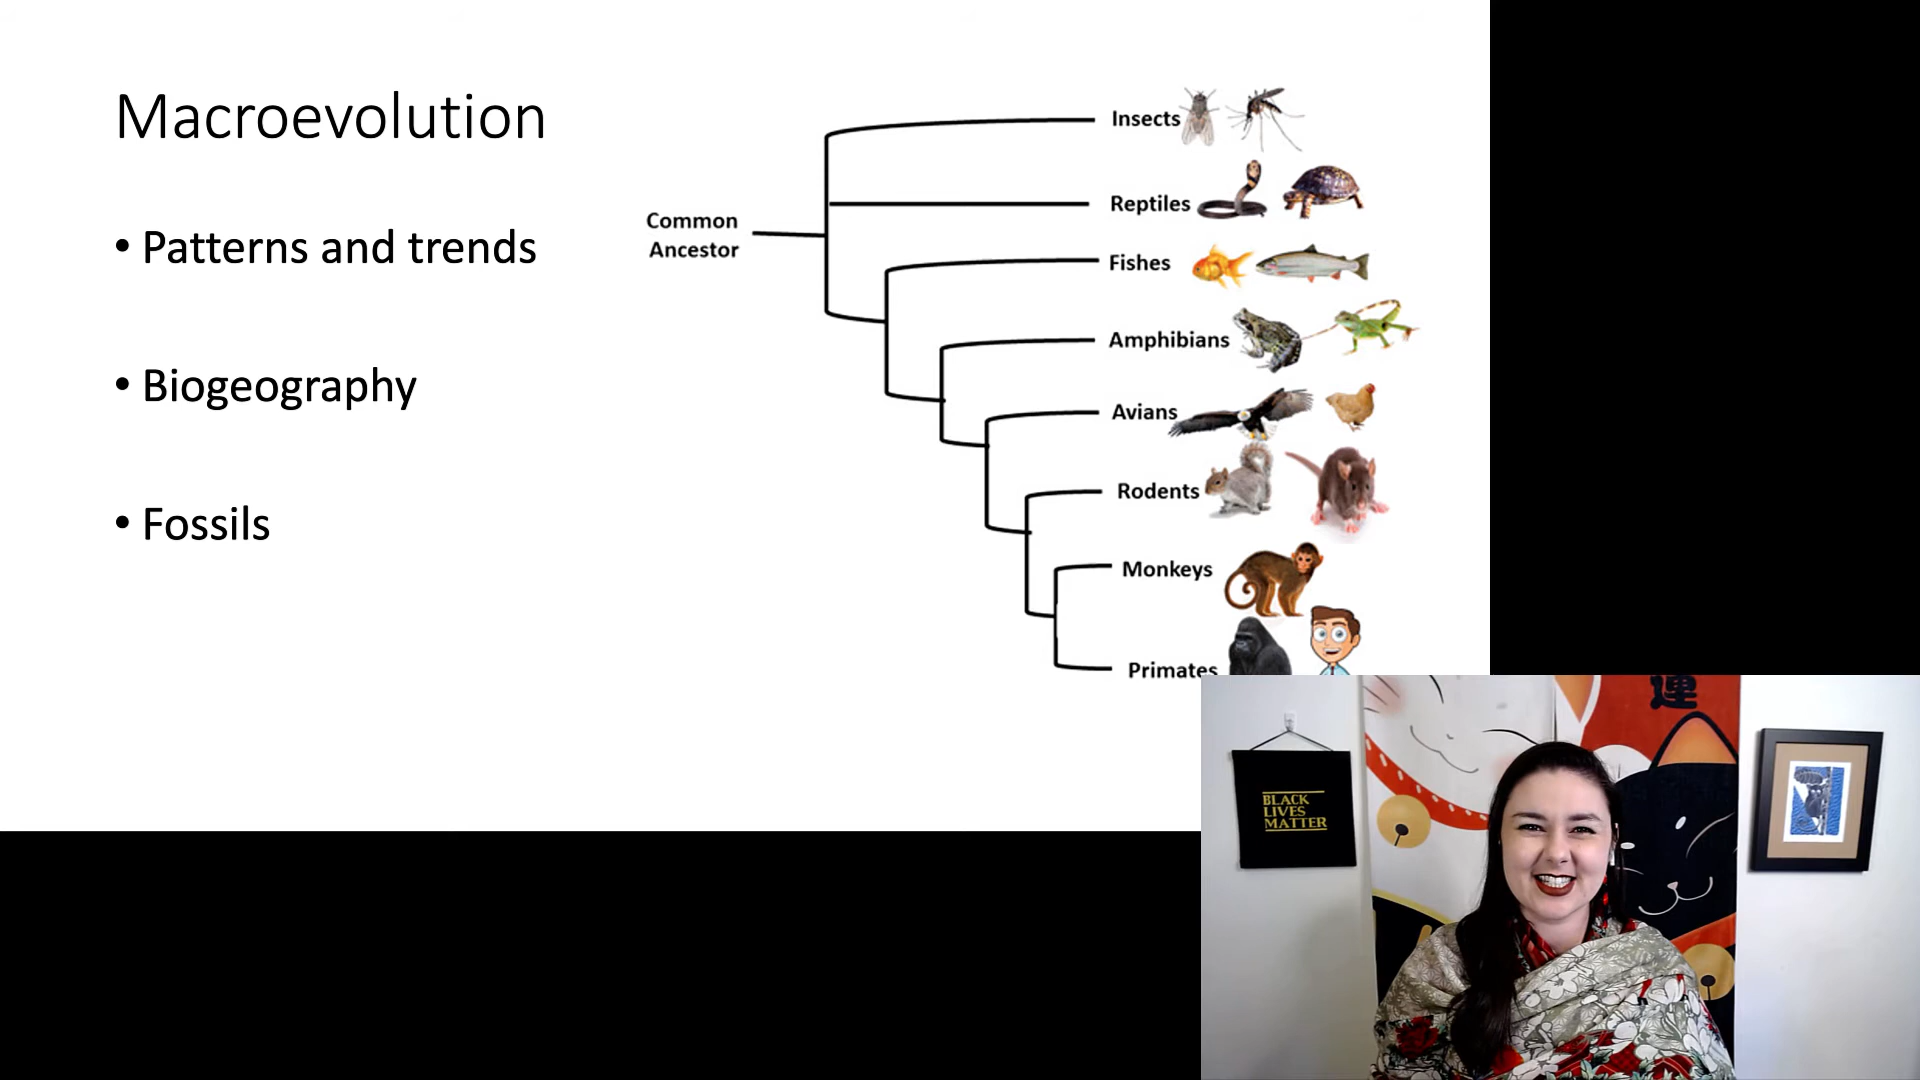 Macroevolution
• Patterns and trends
• Biogeography
• Fossils
Common
Ancestor
Insects
Reptiles
Fishes
Amphibians
Avians
Rodents
Monkeys
Primates
運
BLACK
LIVES
MATTER